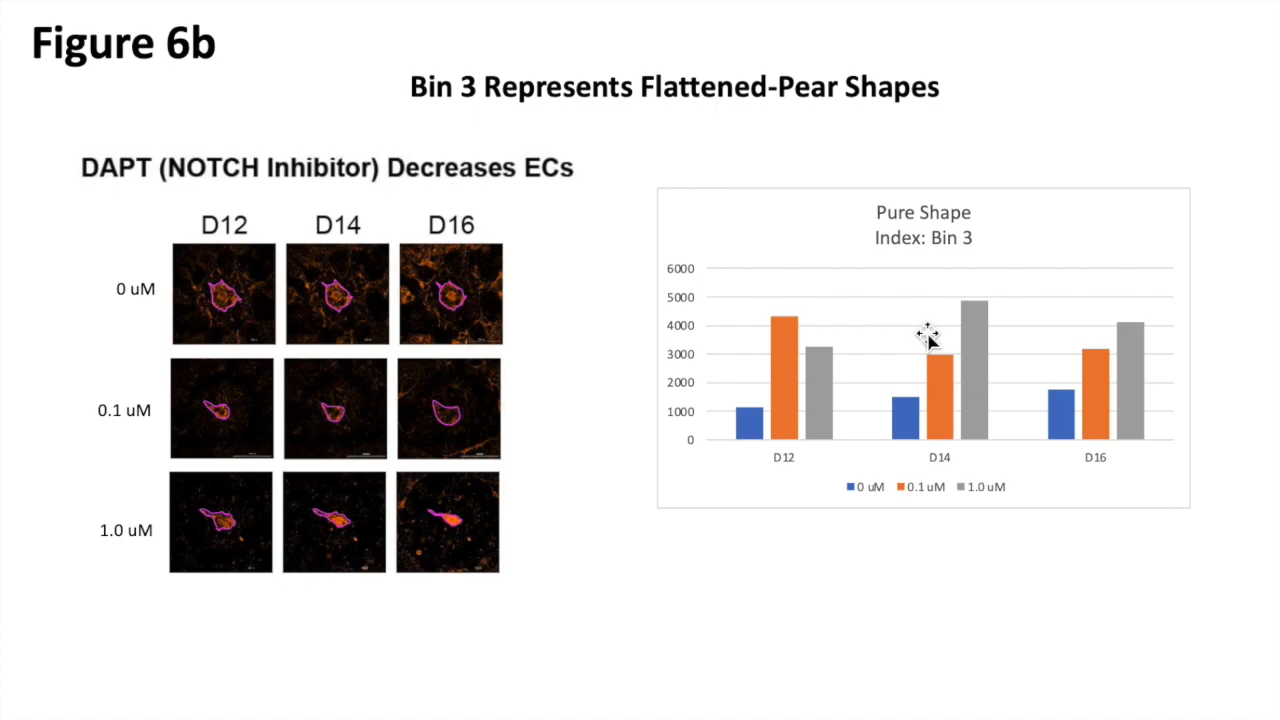 Figure 6b
Bin 3 Represents Flattened-Pear Shapes
DAPT (NOTCH Inhibitor) Decreases ECs
D12 D14 D16
0 uM
0.1 uM
1.0 uM
Pure Shape
Index: Bin 3
6000
5000
4000
3000
2000
1000
0
D12 D14 D16
0 uM 0.1 uM 1.0 uM